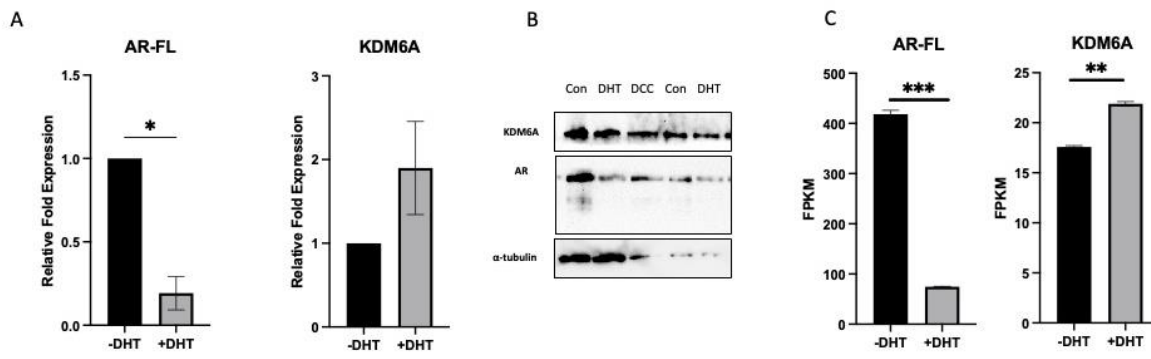 A
AR-FL
Relative Fold Expression
1.5
1.0
0.5
0.0
*
-DHT
+DHT
KDM6A
Relative Fold Expression
3
2
1
0
-DHT
+DHT
B
Con DHT DCC Con DHT
KDM6A
AR
α-tubulin
C
AR-FL
FPKM
500
400
300
200
100
0
***
-DHT
+DHT
KDM6A
FPKM
25
20
15
10
5
0
**
-DHT
+DHT